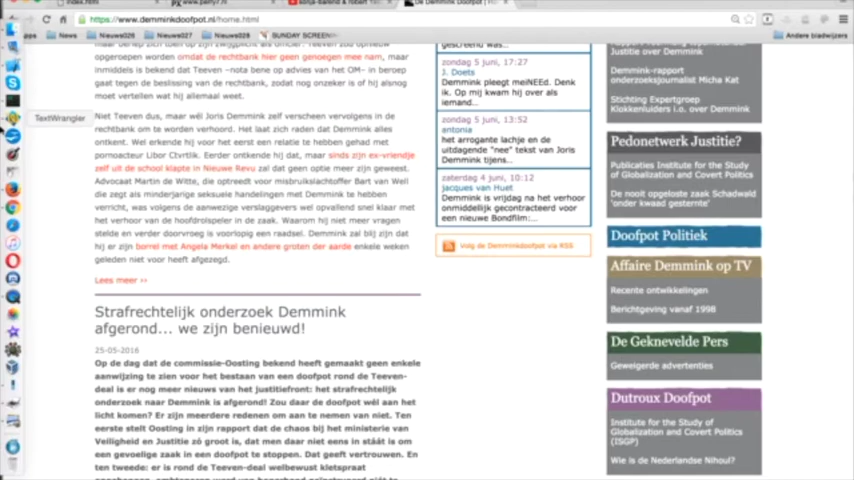 index.html
https://www.demminkdoofpot.nl/home.html
pps
News
Nieuws026
Nieuws027
Nieuws028
SUNDAY SCREENIN
Andere bladwijzers
TextWrangler
opgeroepen worden omdat de rechtbank hier geen genoegen mee nam, maar
inmiddels is bekend dat Teeven –nota bene op advies van het OM– in beroep
gaat tegen de beslissing van de rechtbank, zodat nog onzeker is of hij alsnog
moet vertellen wat hij allemaal weet.
Niet Teeven dus, maar wél Joris Demmink zelf verscheen vervolgens in de
rechtbank om te worden verhoord. Het laat zich raden dat Demmink alles
ontkent. Wel erkende hij voor het eerst een relatie te hebben gehad met
pornoacteur Libor Ctvrtlik. Eerder ontkende hij dat, maar sinds zijn ex-vriendje
zelf uit de school klapte in Nieuwe Revu zal dat geen optie meer zijn geweest.
Advocaat Martin de Witte, die optreedt voor misbruikslachtoffer Bart van Well
die zegt als minderjarige seksuele handelingen met Demmink te hebben
verricht, was volgens de aanwezige verslaggevers wel opvallend snel klaar met
het verhoor van de hoofdrolspeler in de zaak. Waarom hij niet meer vragen
stelde en verder doorvroeg is voorlopig een raadsel. Demmink zal blij zijn dat
hij er zijn borrel met Angela Merkel en andere groten der aarde enkele weken
geleden niet voor heeft afgezegd.
Lees meer ››
Strafrechtelijk onderzoek Demmink
afgerond... we zijn benieuwd!
25-05-2016
Op de dag dat de commissie-Oosting bekend heeft gemaakt geen enkele
aanwijzing te zien voor het bestaan van een doofpot rond de Teeven-
deal is er nog meer nieuws van het justitiefront: het strafrechtelijk
onderzoek naar Demmink is afgerond! Zou daar de doofpot wél aan het
licht komen? Er zijn meerdere redenen om aan te nemen van niet. Ten
eerste stelt Oosting in zijn rapport dat de chaos bij het ministerie van
Veiligheid en Justitie zó groot is, dat men daar niet eens in stáát is om
een gevoelige zaak in een doofpot te stoppen. Dat geeft vertrouwen. En
ten tweede: er is rond de Teeven-deal welbewust kletspraat
gescreend was...
zondag 5 juni, 17:27
J. Doets
Demmink pleegt meiNEEd. Denk
ik. Op mij kwam hij over als
iemand...
zondag 5 juni, 13:52
entonia
het arrogante lachje en de
uitdagende "nee" tekst van Joris
Demmink tijens...
zaterdag 4 juni, 10:12
jacques van Huet
Demmink is vrijdag na het verhoor
onmiddellijk gecontracteerd voor
een nieuwe Bondfilm:...
Volg de Demminkdoofpot via RSS
Justitie over Demmink
Demmink-rapport
onderzoeksjournalist Micha Kat
Stichting Expertgroep
Klokkenluiders i.o. over Demmink
Pedonetwerk Justitie?
Publicaties Institute for the Study
of Globalization and Covert Politics
De nooit opgeloste zaak Schadwald
'onder kwaad gesternte'
Doofpot Politiek
Affaire Demmink op TV
Recente ontwikkelingen
Berichtgeving vanaf 1998
De Geknevelde Pers
Geweigerde advertenties
Dutroux Doofpot
Institute for the Study of
Globalization and Covert Politics
(ISGP)
Wie is de Nederlandse Nihoul?